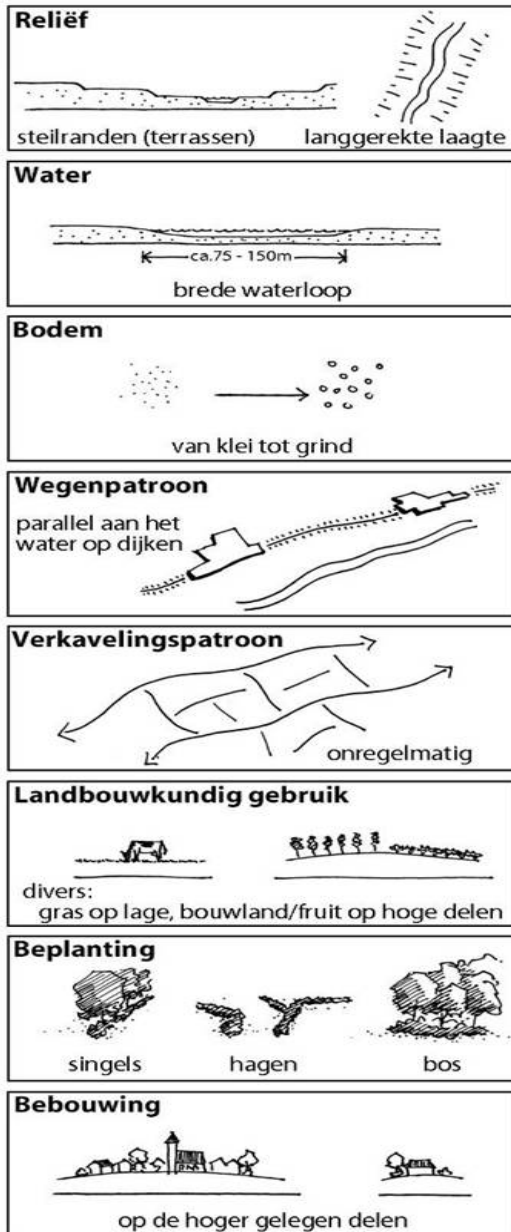 Reliëf
steilranden (terrassen) langgerekte laagte
Water
ca.75 - 150m
brede waterloop
Bodem
van klei tot grind
Wegenpatroon
parallel aan het
water op dijken
Verkavelingspatroon
onregelmatig
Landbouwkundig gebruik
divers:
gras op lage, bouwland/fruit op hoge delen
Beplanting
singels hagen bos
Bebouwing
op de hoger gelegen delen